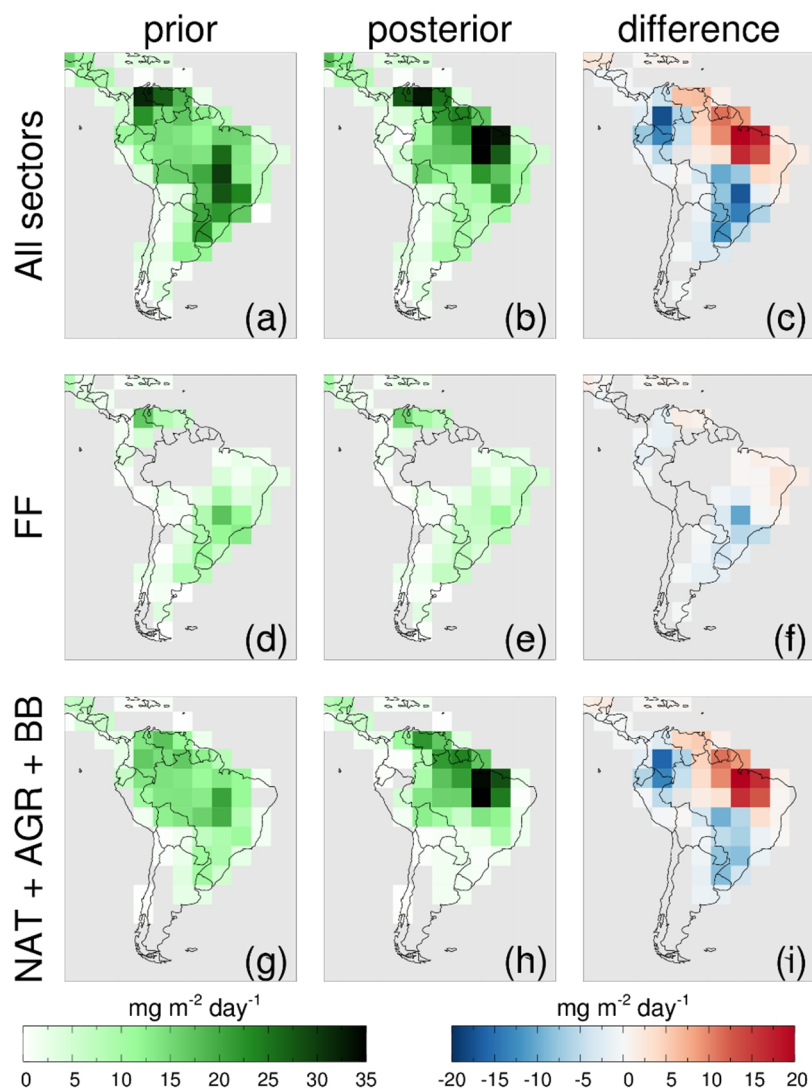 prior posterior difference
All sectors
(a) (b) (c)
FF
(d) (e) (f)
NAT + AGR + BB
(g) (h) (i)
mg m⁻² day⁻¹ mg m⁻² day⁻¹
0 5 10 15 20 25 30 35 -20 -15 -10 -5 0 5 10 15 20